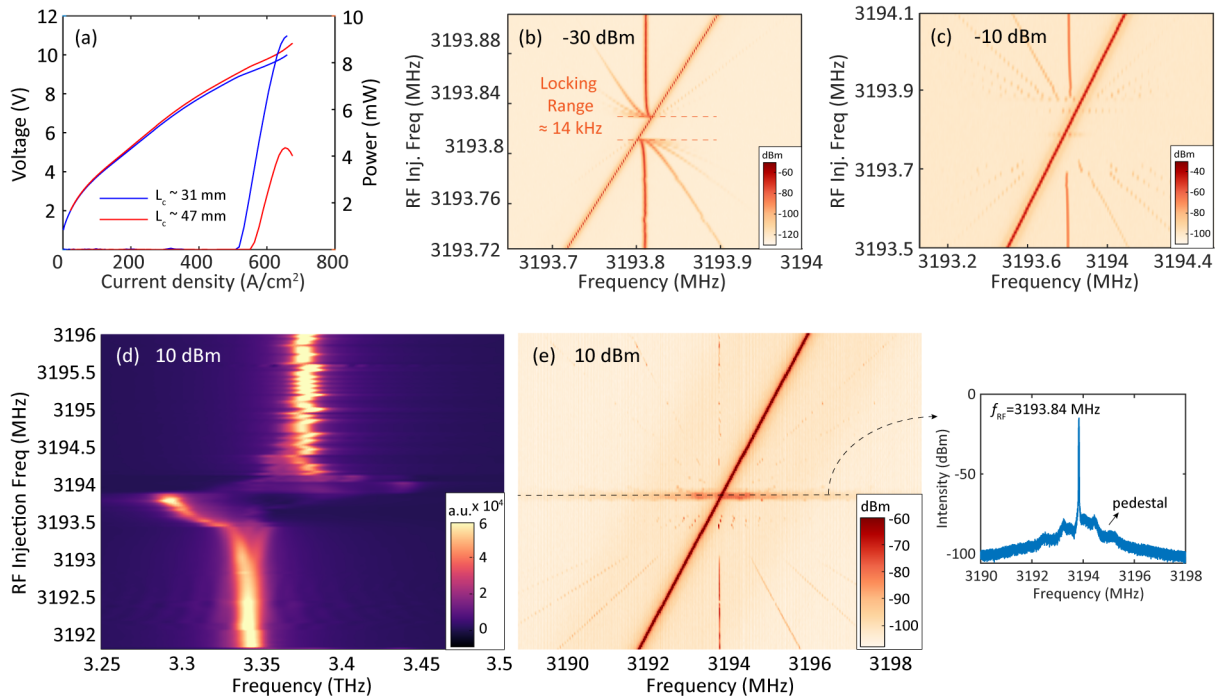 (a)
Voltage (V)
12
10
8
6
4
2
10
8
6
4
2
Power (mW)
L_c ~ 31 mm
L_c ~ 47 mm
0
200
400
600
800
Current density (A/cm²)
(b) -30 dBm
RF Inj. Freq (MHz)
3193.88
3193.84
3193.8
3193.76
3193.72
Locking
Range
≈ 14 kHz
dBm
-60
-80
-100
-120
3193.7
3193.8
3193.9
3194
Frequency (MHz)
(c) -10 dBm
RF Inj. Freq (MHz)
3194.1
3193.9
3193.7
3193.5
dBm
-40
-60
-80
-100
3193.2
3193.6
3194
3194.4
Frequency (MHz)
(d) 10 dBm
RF Injection Freq (MHz)
3196
3195.5
3195
3194.5
3194
3193.5
3193
3192.5
3192
a.u. x 10⁴
6
4
2
0
3.25
3.3
3.35
3.4
3.45
3.5
Frequency (THz)
(e) 10 dBm
dBm
-60
-70
-80
-90
-100
3190
3192
3194
3196
3198
Frequency (MHz)
f_RF=3193.84 MHz
Intensity (dBm)
0
-50
-100
pedestal
3190
3192
3194
3196
3198
Frequency (MHz)